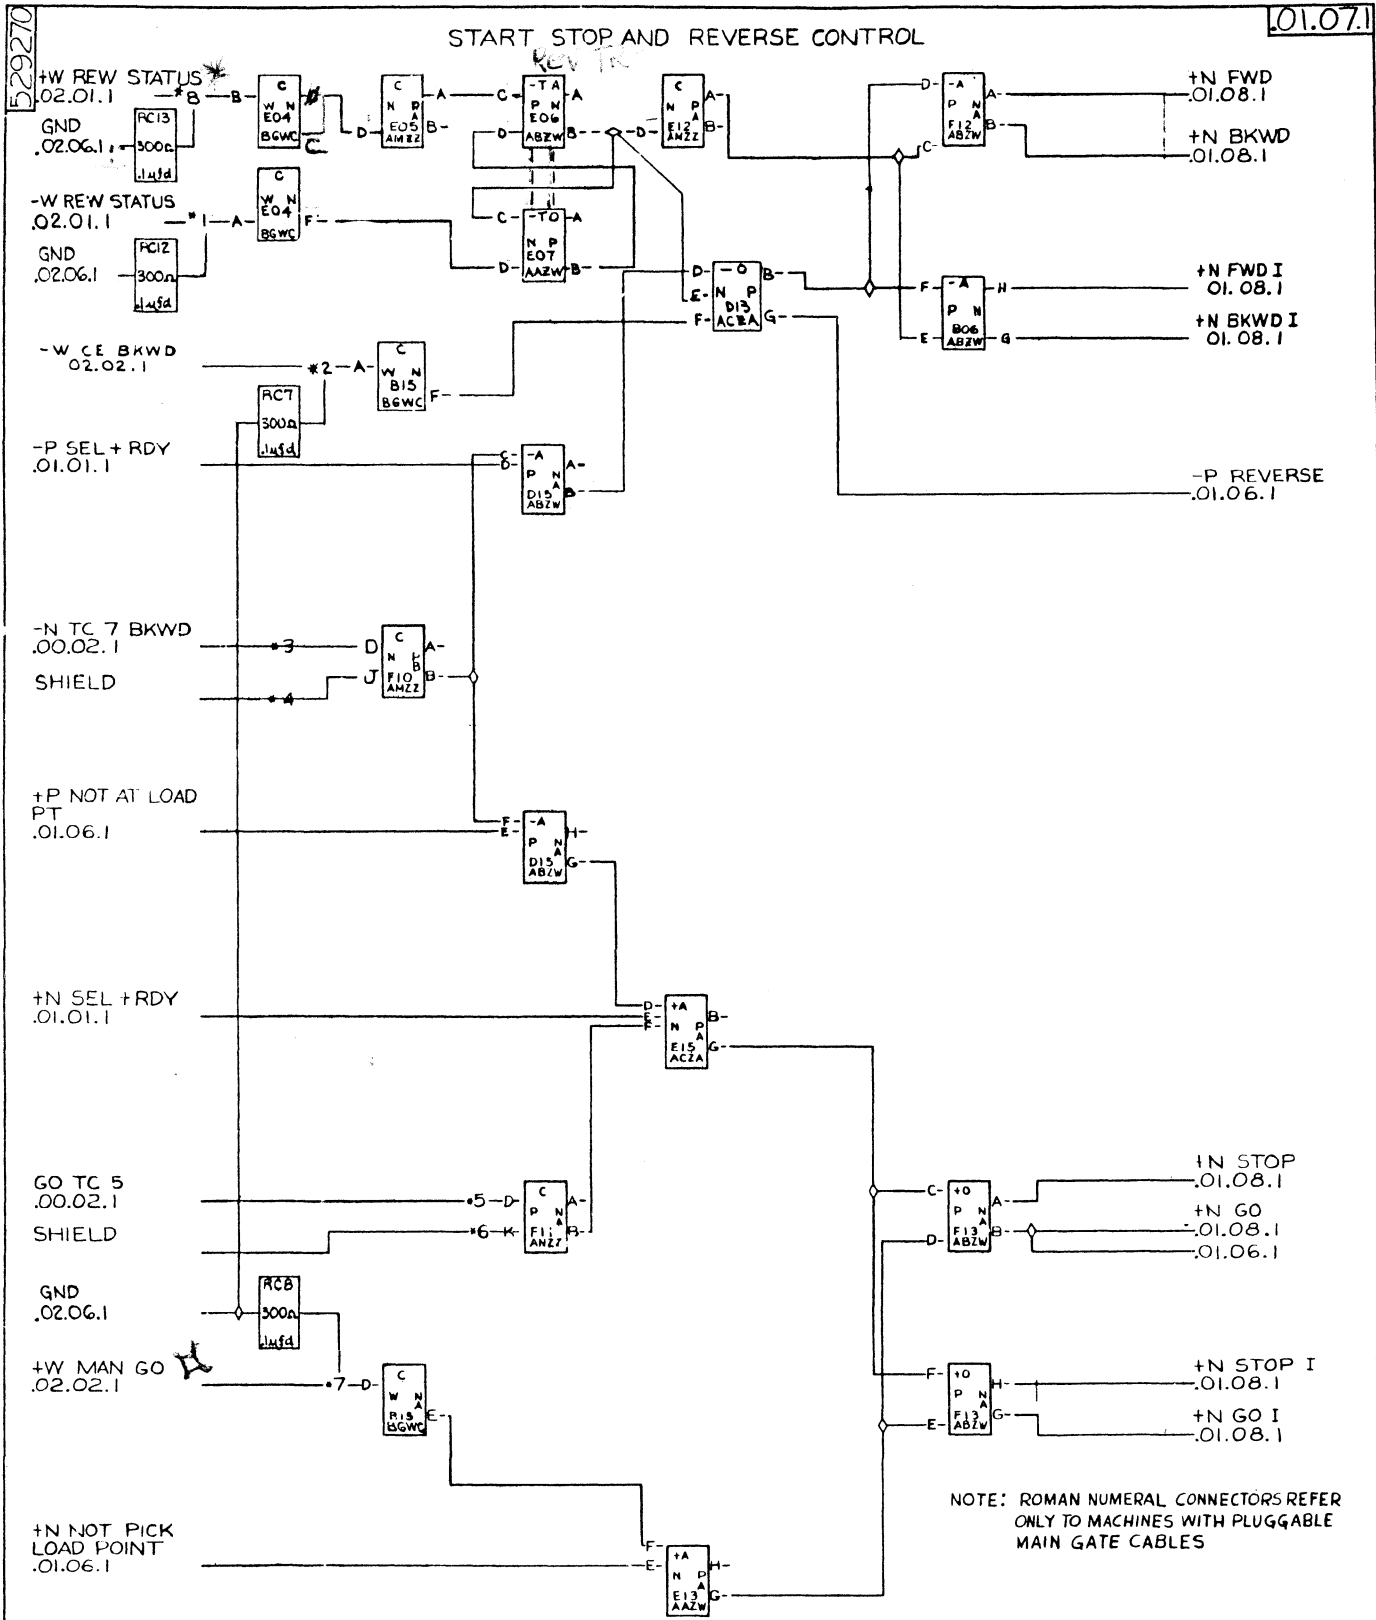 529270
.01.07.1
START STOP AND REVERSE CONTROL
REV TR
+W REW STATUS
.02.01.1
*8 B
C
W N
E04
BGWC
C
D
C
N P
A
E05
AMZZ
A
B
C
D
-TA
P N
E06
ABZW
A
B
D
C
N P
A
E12
AMZZ
A
B
D
C
-A
P N
A
F12
ABZW
A
B
+N FWD
.01.08.1
+N BKWD
.01.08.1
GND
.02.06.1
RC13
300Ω
.1μfd
-W REW STATUS
.02.01.1
*1 A
C
W N
E04
BGWC
F
C
D
-TO
N P
E07
AAZW
A
B
GND
.02.06.1
RC12
300Ω
.1μfd
D
E
F
-O
N P
D13
ACZA
B
G
F
E
-A
P N
B06
ABZW
H
G
+N FWD I
01.08.1
+N BKWD I
01.08.1
-W CE BKWD
02.02.1
*2 A
C
W N
B15
BGWC
F
RC7
300Ω
.1μfd
-P SEL + RDY
.01.01.1
C
D
-A
P N
A
D15
ABZW
A
B
-P REVERSE
.01.06.1
-N TC 7 BKWD
.00.02.1
*3 D
C
N P
B
F10
AMZZ
A
B
SHIELD
*4 J
+P NOT AT LOAD
PT
.01.06.1
F
E
-A
P N
A
D15
ABZW
H
G
+N SEL + RDY
.01.01.1
D
E
F
+A
N P
A
E15
ACZA
B
G
GO TC 5
.00.02.1
*5 D
C
P N
A
F11
ANZZ
A
B
SHIELD
*6 K
C
D
+O
P N
A
F13
ABZW
A
B
+N STOP
.01.08.1
+N GO
.01.08.1
.01.06.1
GND
.02.06.1
RC8
300Ω
.1μfd
+W MAN GO
.02.02.1
*7 D
C
W N
A
B15
BGWC
E
F
E
+O
P N
A
F13
ABZW
H
G
+N STOP I
.01.08.1
+N GO I
.01.08.1
+N NOT PICK
LOAD POINT
.01.06.1
F
E
+A
N P
A
E13
AAZW
H
G
NOTE: ROMAN NUMERAL CONNECTORS REFER
ONLY TO MACHINES WITH PLUGGABLE
MAIN GATE CABLES